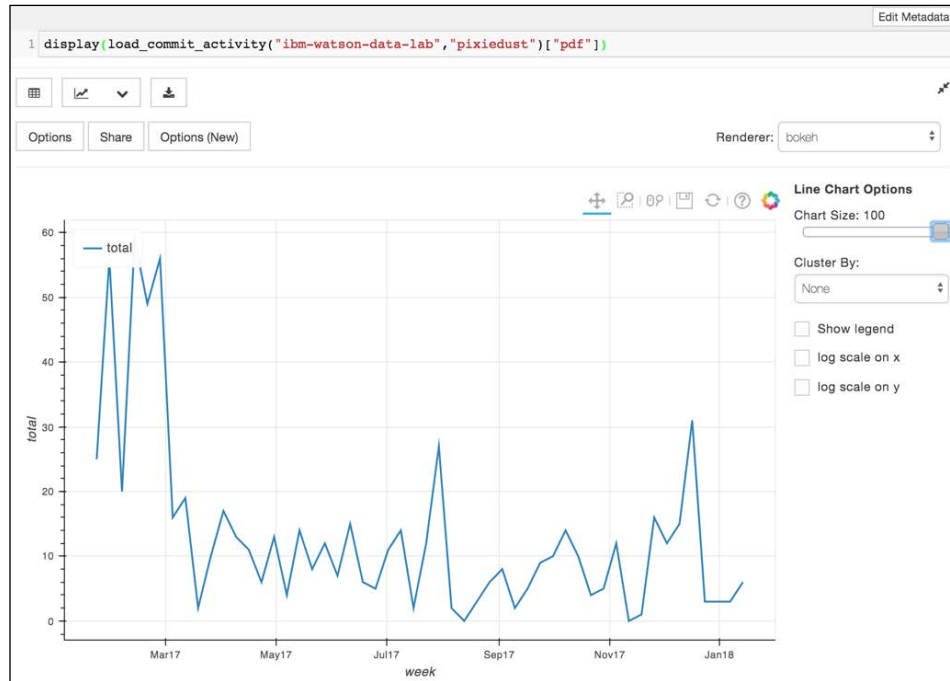 Edit Metadata
1 display(load_commit_activity("ibm-watson-data-lab","pixiedust")["pdf"])
Options Share Options (New) Renderer: bokeh
Line Chart Options
Chart Size: 100
Cluster By:
None
Show legend
log scale on x
log scale on y
total
60
50
40
30
20
10
0
total
Mar17 May17 Jul17 Sep17 Nov17 Jan18
week